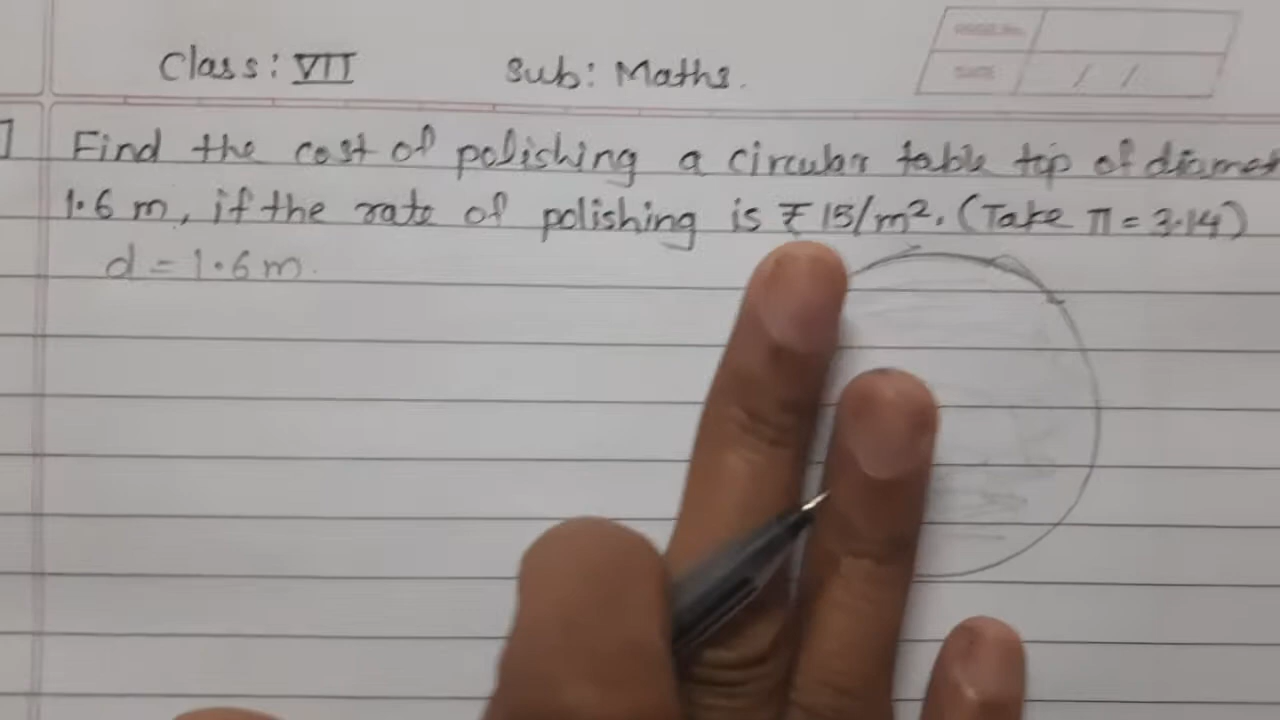 Class: VII Sub: Maths.
Find the cost of polishing a circular table top of diamet
1.6 m, if the rate of polishing is ₹15/m². (Take π = 3.14)
d = 1.6 m.